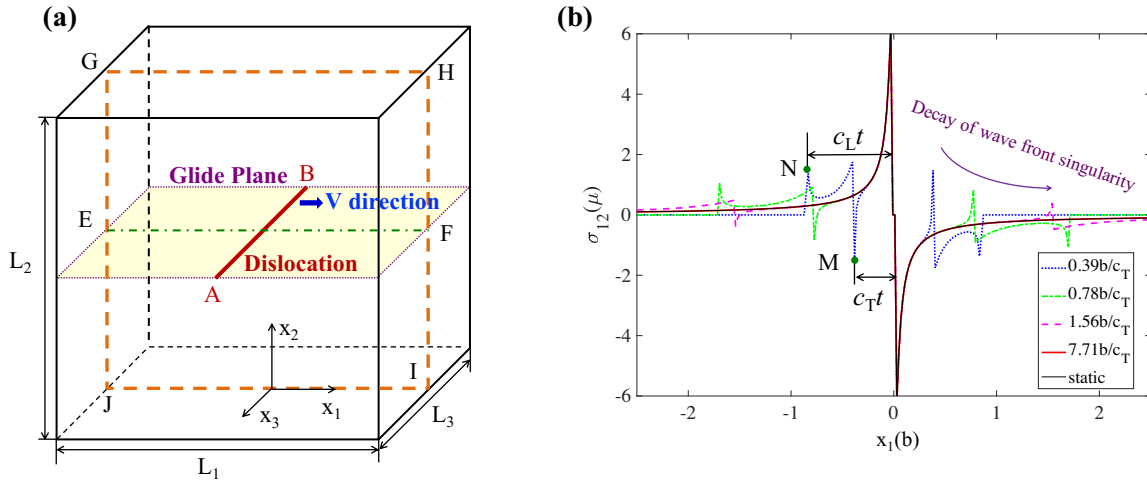 (a)
G
H
B
Glide Plane
V direction
E
F
L2
Dislocation
A
x2
I
J
x1
x3
L3
L1
(b)
6
4
2
0
-2
-4
-6
σ12(μ)
cLt
N
Decay of wave front singularity
M
cTt
0.39b/cT
0.78b/cT
1.56b/cT
7.71b/cT
static
-2
-1
0
1
2
x1(b)